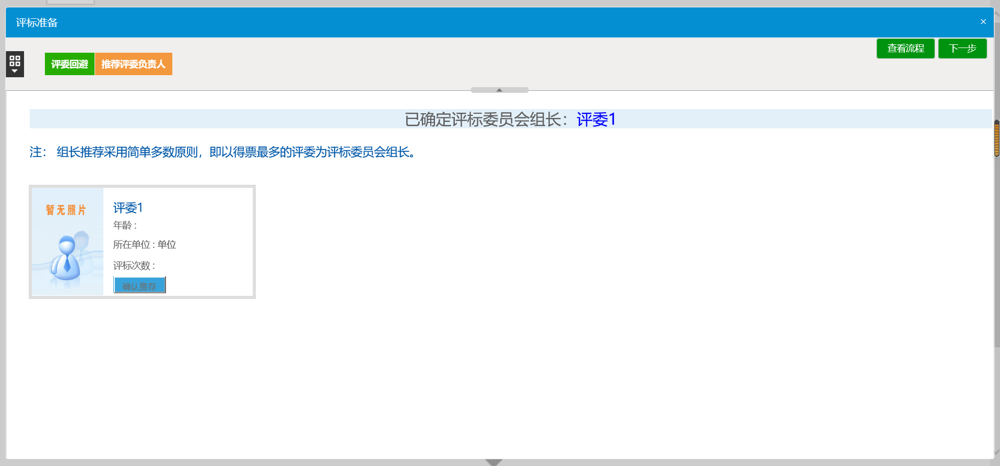 评标准备
×
查看流程 下一步
评委回避 推荐评委负责人
已确定评标委员会组长：评委1
注： 组长推荐采用简单多数原则，即以得票最多的评委为评标委员会组长。
暂无照片
评委1
年龄 :
所在单位 : 单位
评标次数 :
确认推荐